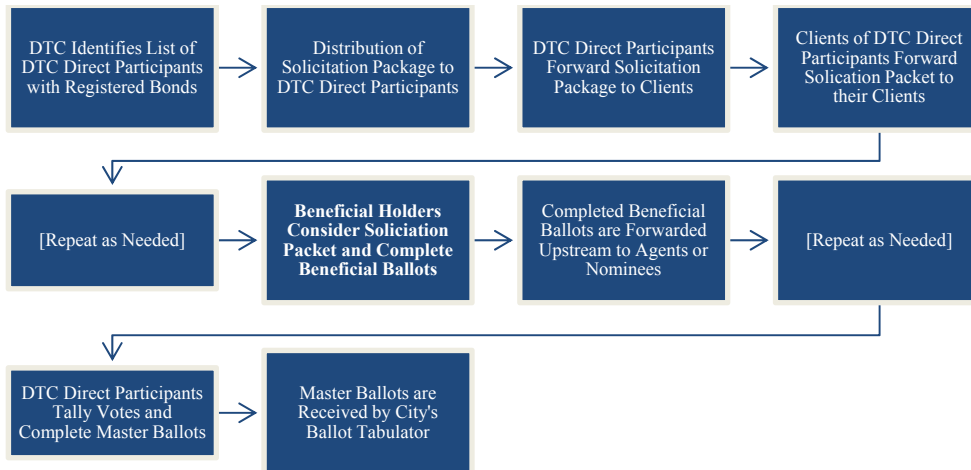 DTC Identifies List of
DTC Direct Participants
with Registered Bonds
Distribution of
Solicitation Package to
DTC Direct Participants
DTC Direct Participants
Forward Solicitation
Package to Clients
Clients of DTC Direct
Participants Forward
Solication Packet to
their Clients
[Repeat as Needed]
Beneficial Holders
Consider Soliciation
Packet and Complete
Beneficial Ballots
Completed Beneficial
Ballots are Forwarded
Upstream to Agents or
Nominees
[Repeat as Needed]
DTC Direct Participants
Tally Votes and
Complete Master Ballots
Master Ballots are
Received by City's
Ballot Tabulator